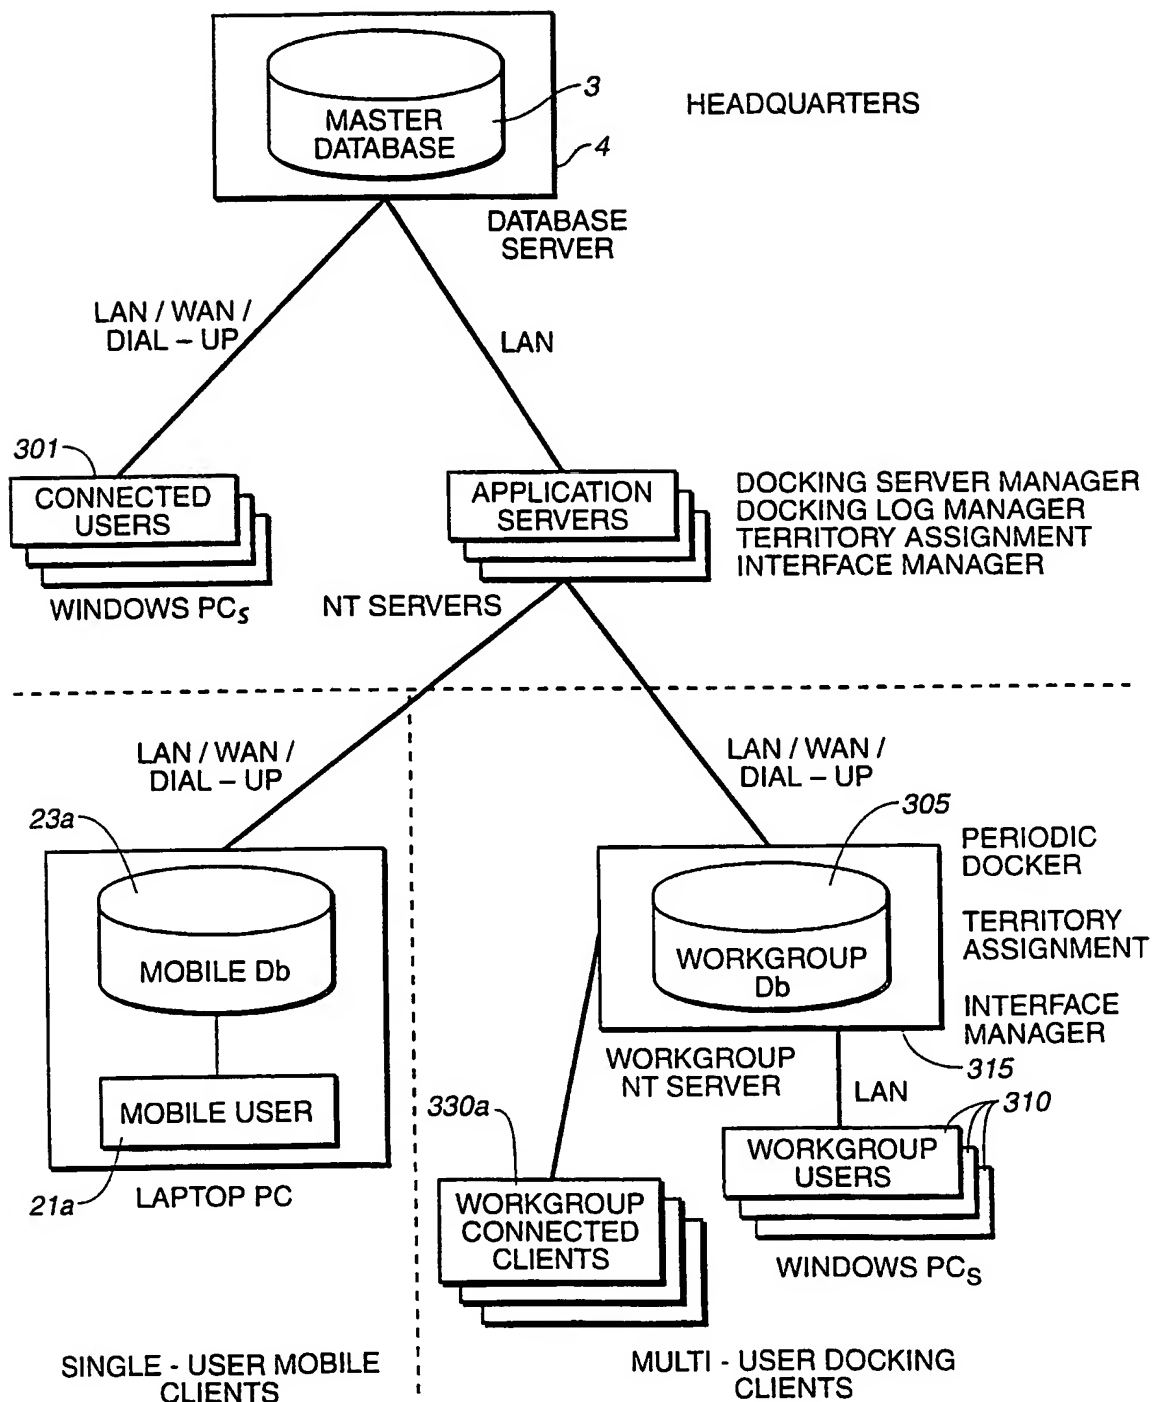 MASTER
DATABASE
3
4
HEADQUARTERS
DATABASE
SERVER
LAN / WAN /
DIAL – UP
LAN
301
CONNECTED
USERS
WINDOWS PCS
APPLICATION
SERVERS
NT SERVERS
DOCKING SERVER MANAGER
DOCKING LOG MANAGER
TERRITORY ASSIGNMENT
INTERFACE MANAGER
LAN / WAN /
DIAL – UP
LAN / WAN /
DIAL – UP
23a
MOBILE Db
MOBILE USER
21a
LAPTOP PC
305
WORKGROUP
Db
PERIODIC
DOCKER
TERRITORY
ASSIGNMENT
INTERFACE
MANAGER
315
WORKGROUP
NT SERVER
LAN
310
330a
WORKGROUP
USERS
WINDOWS PCS
WORKGROUP
CONNECTED
CLIENTS
SINGLE - USER MOBILE
CLIENTS
MULTI - USER DOCKING
CLIENTS